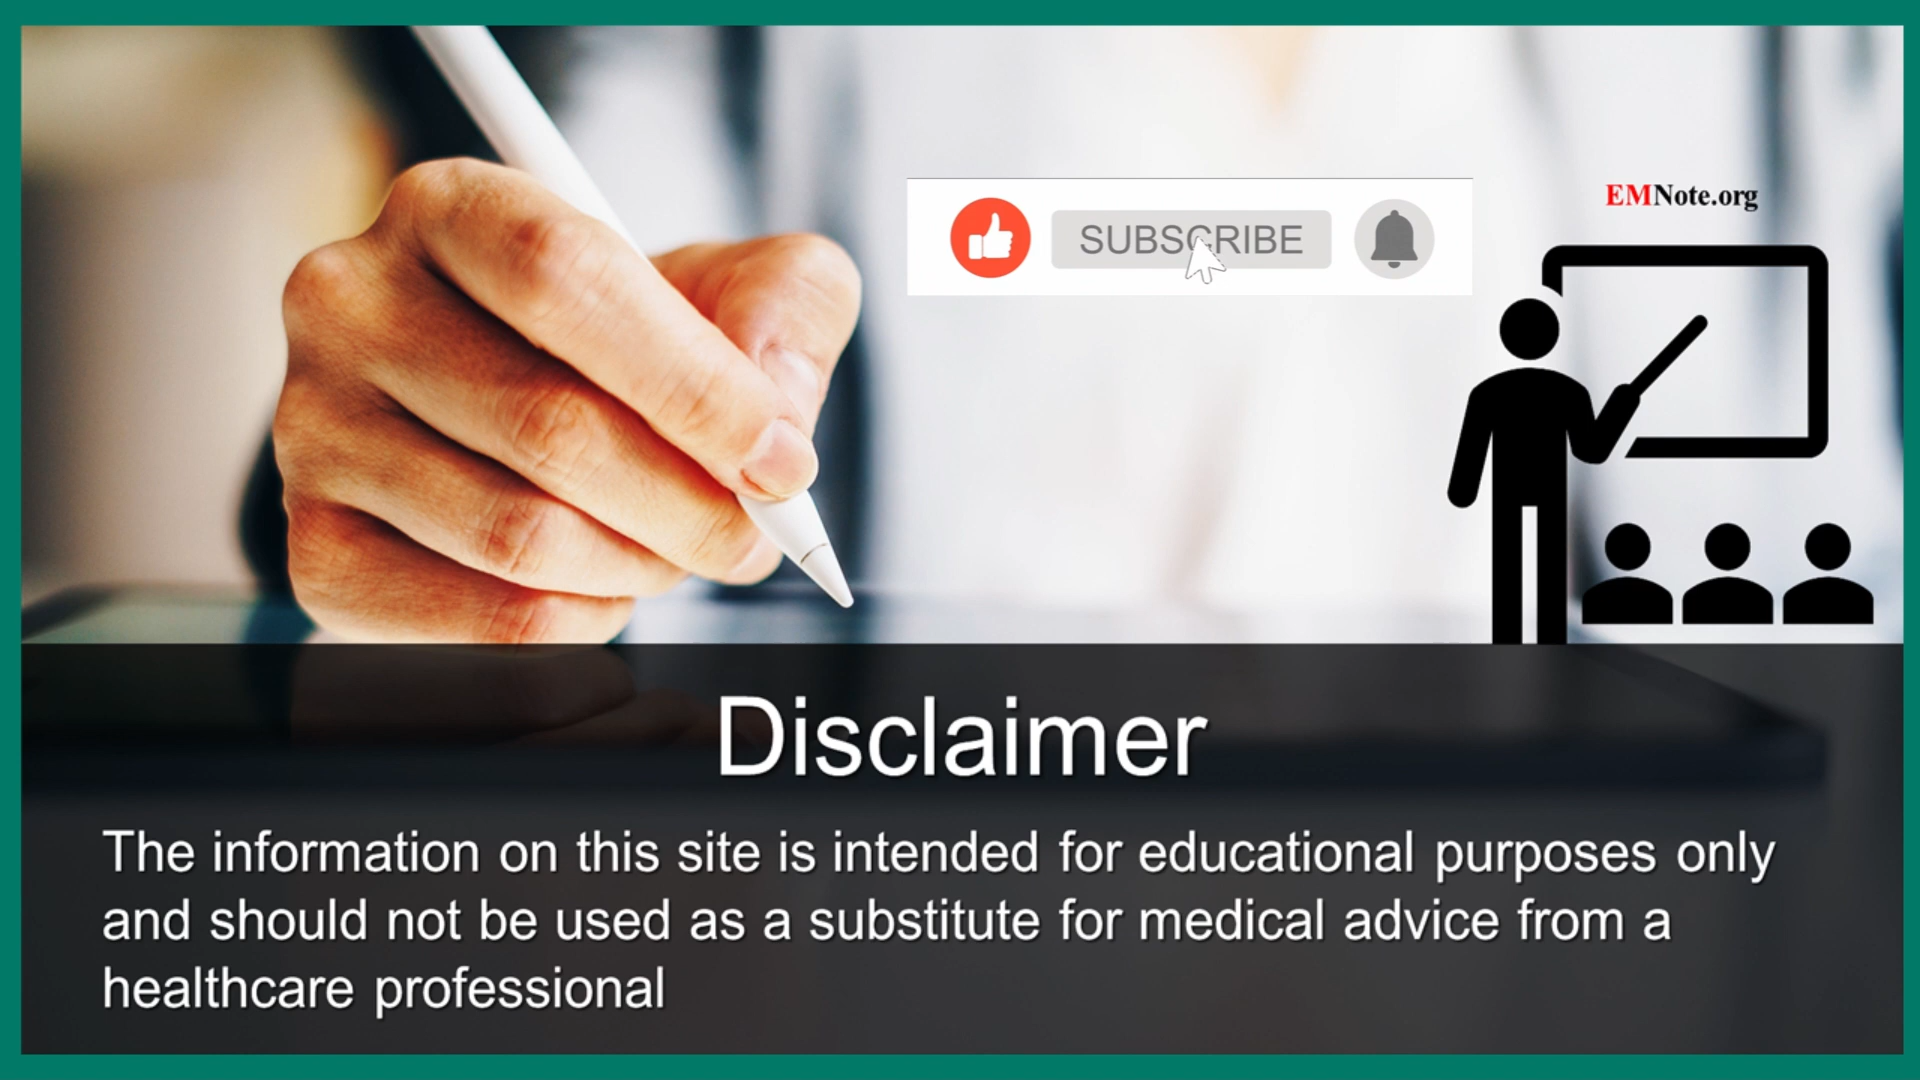 EMNote.org
SUBSCRIBE
Disclaimer
The information on this site is intended for educational purposes only
and should not be used as a substitute for medical advice from a
healthcare professional